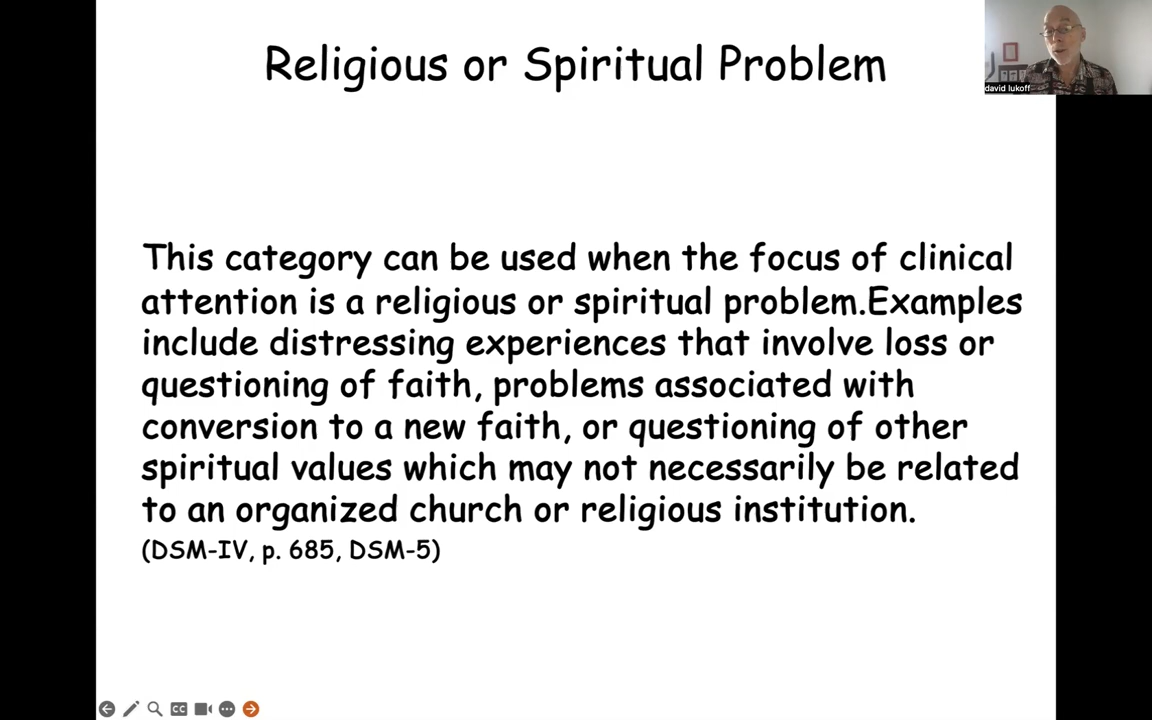 Religious or Spiritual Problem
david lukoff
This category can be used when the focus of clinical
attention is a religious or spiritual problem.Examples
include distressing experiences that involve loss or
questioning of faith, problems associated with
conversion to a new faith, or questioning of other
spiritual values which may not necessarily be related
to an organized church or religious institution.
(DSM-IV, p. 685, DSM-5)
CC